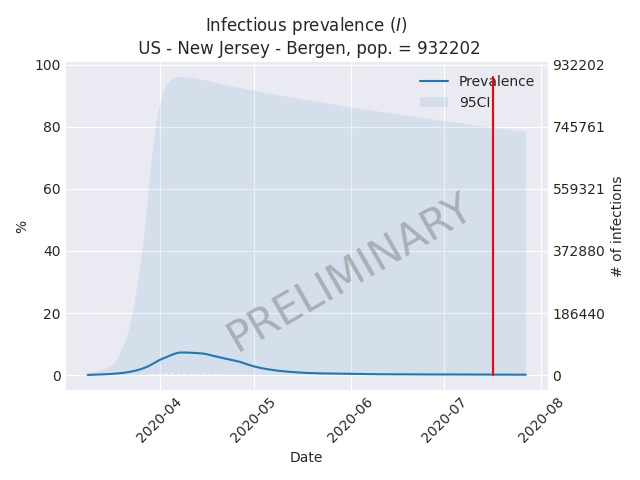 Infectious prevalence (I)
US - New Jersey - Bergen, pop. = 932202
100
80
60
40
20
0
%
932202
745761
559321
372880
186440
0
# of infections
Prevalence
95CI
PRELIMINARY
2020-04
2020-05
2020-06
2020-07
2020-08
Date